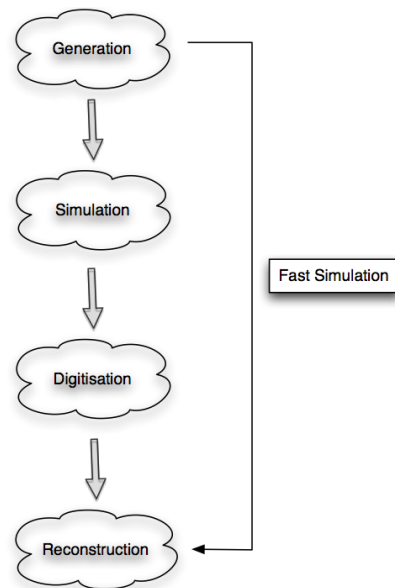 Generation
Simulation
Fast Simulation
Digitisation
Reconstruction